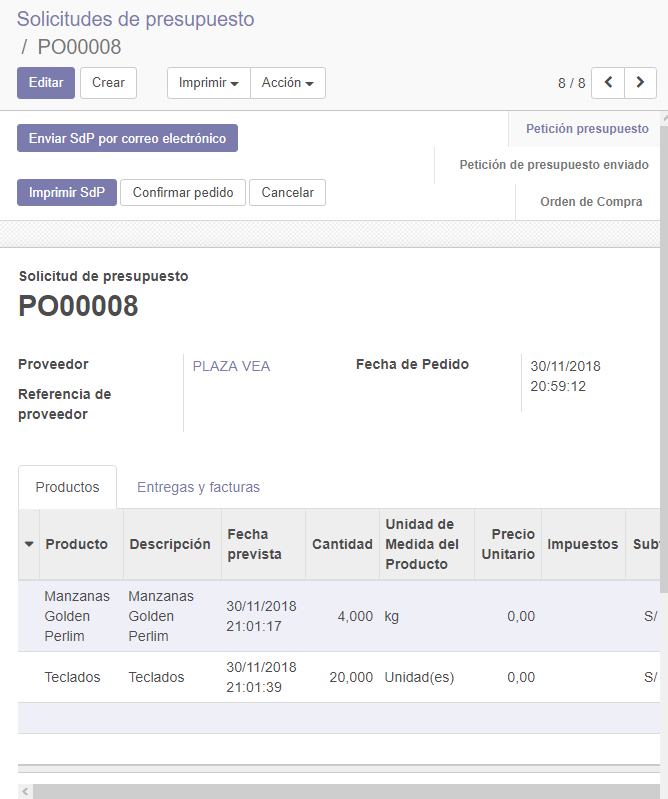 Solicitudes de presupuesto
/ PO00008
Editar Crear Imprimir Acción 8 / 8
Petición presupuesto
Enviar SdP por correo electrónico
Petición de presupuesto enviado
Imprimir SdP Confirmar pedido Cancelar
Orden de Compra
Solicitud de presupuesto
PO00008
Proveedor PLAZA VEA Fecha de Pedido 30/11/2018
20:59:12
Referencia de
proveedor
Productos Entregas y facturas
Producto Descripción Fecha
prevista Cantidad Unidad de
Medida del
Producto Precio
Unitario Impuestos Subt
Manzanas
Golden
Perlim Manzanas
Golden
Perlim 30/11/2018
21:01:17 4,000 kg 0,00 S/
Teclados Teclados 30/11/2018
21:01:39 20,000 Unidad(es) 0,00 S/